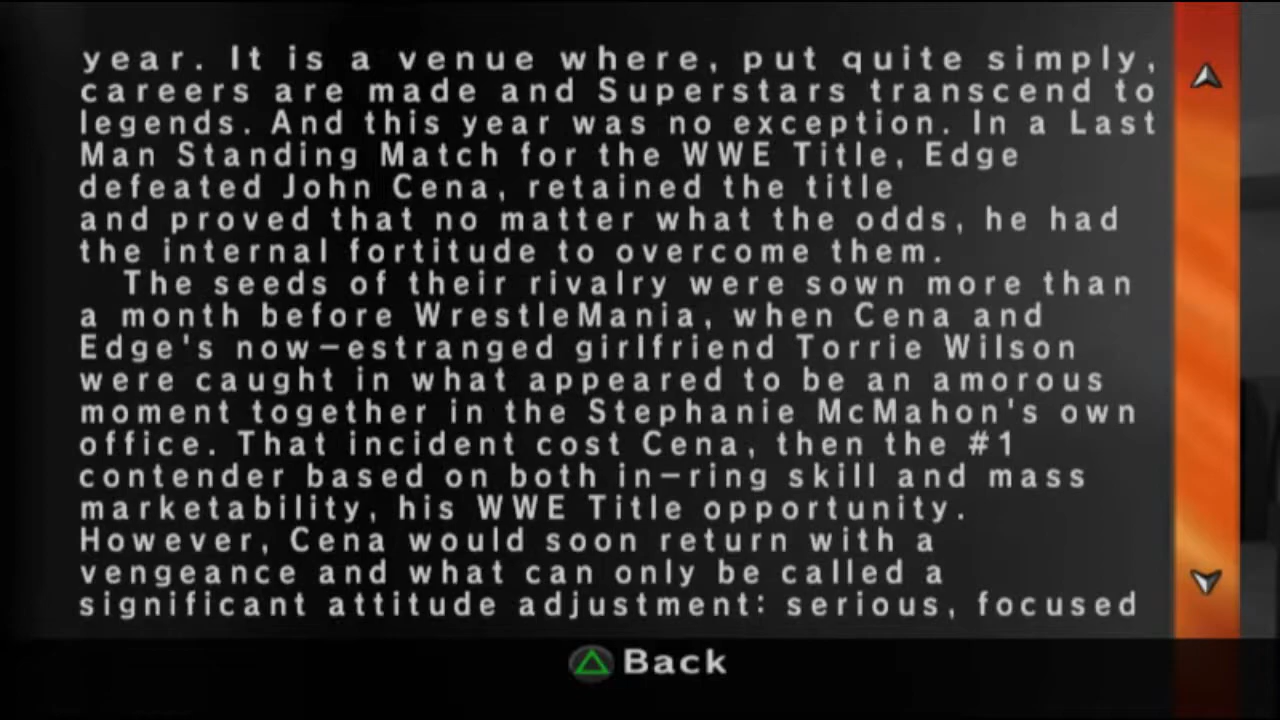 year. It is a venue where, put quite simply,
careers are made and Superstars transcend to
legends. And this year was no exception. In a Last
Man Standing Match for the WWE Title, Edge
defeated John Cena, retained the title
and proved that no matter what the odds, he had
the internal fortitude to overcome them.
The seeds of their rivalry were sown more than
a month before WrestleMania, when Cena and
Edge's now-estranged girlfriend Torrie Wilson
were caught in what appeared to be an amorous
moment together in the Stephanie McMahon's own
office. That incident cost Cena, then the #1
contender based on both in-ring skill and mass
marketability, his WWE Title opportunity.
However, Cena would soon return with a
vengeance and what can only be called a
significant attitude adjustment: serious, focused
Back